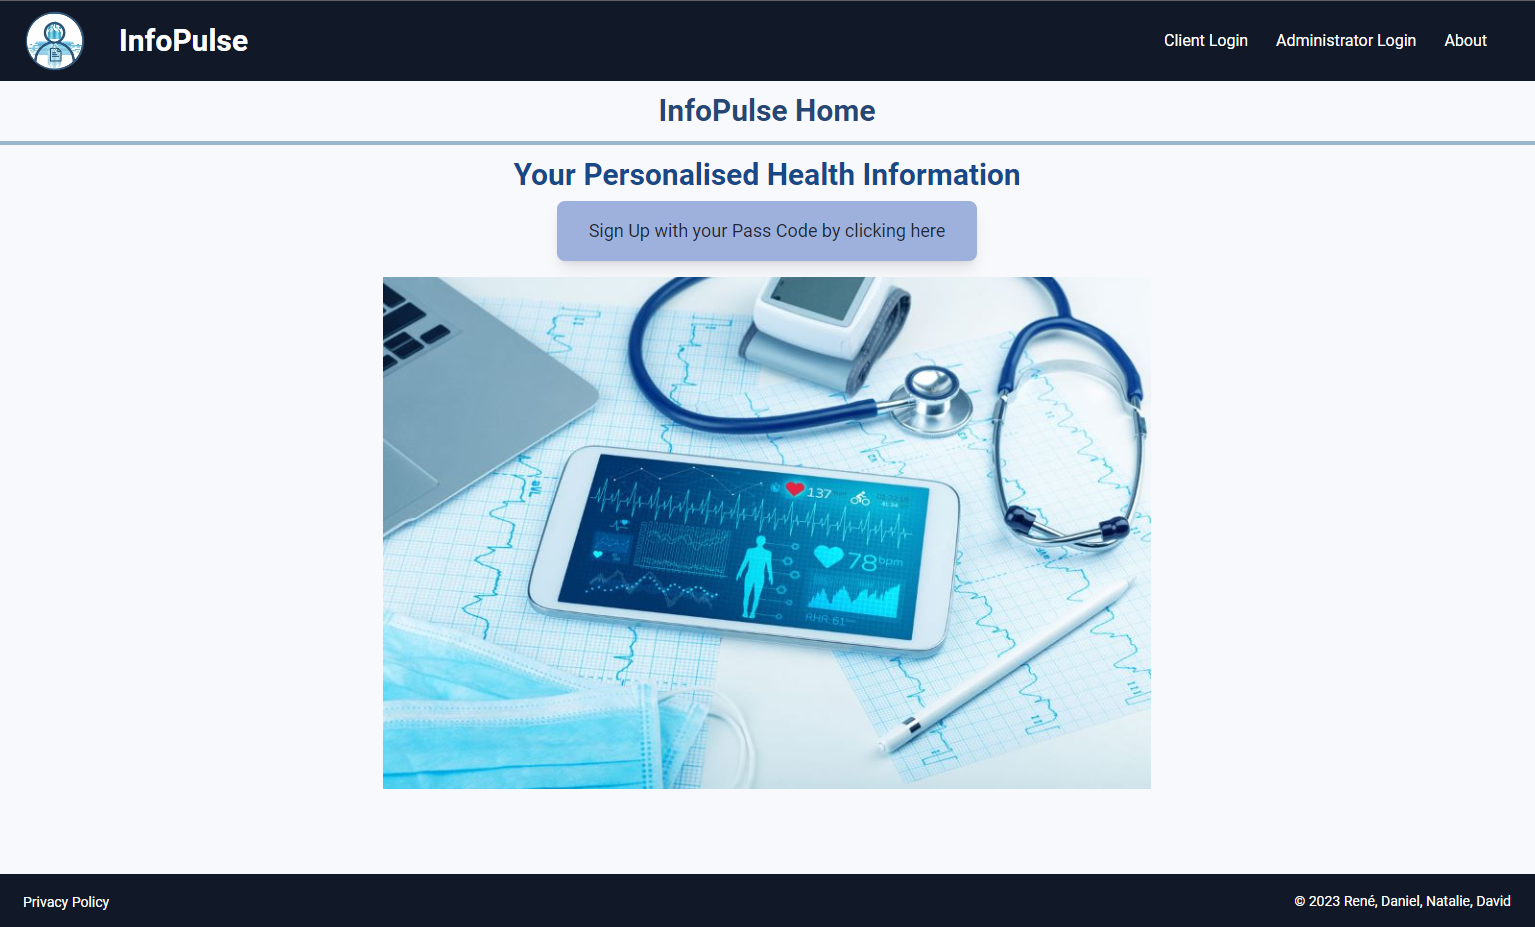 InfoPulse
Client Login Administrator Login About
InfoPulse Home
Your Personalised Health Information
Sign Up with your Pass Code by clicking here
aVL
137
78 bpm
RHR: 61
Privacy Policy
© 2023 René, Daniel, Natalie, David